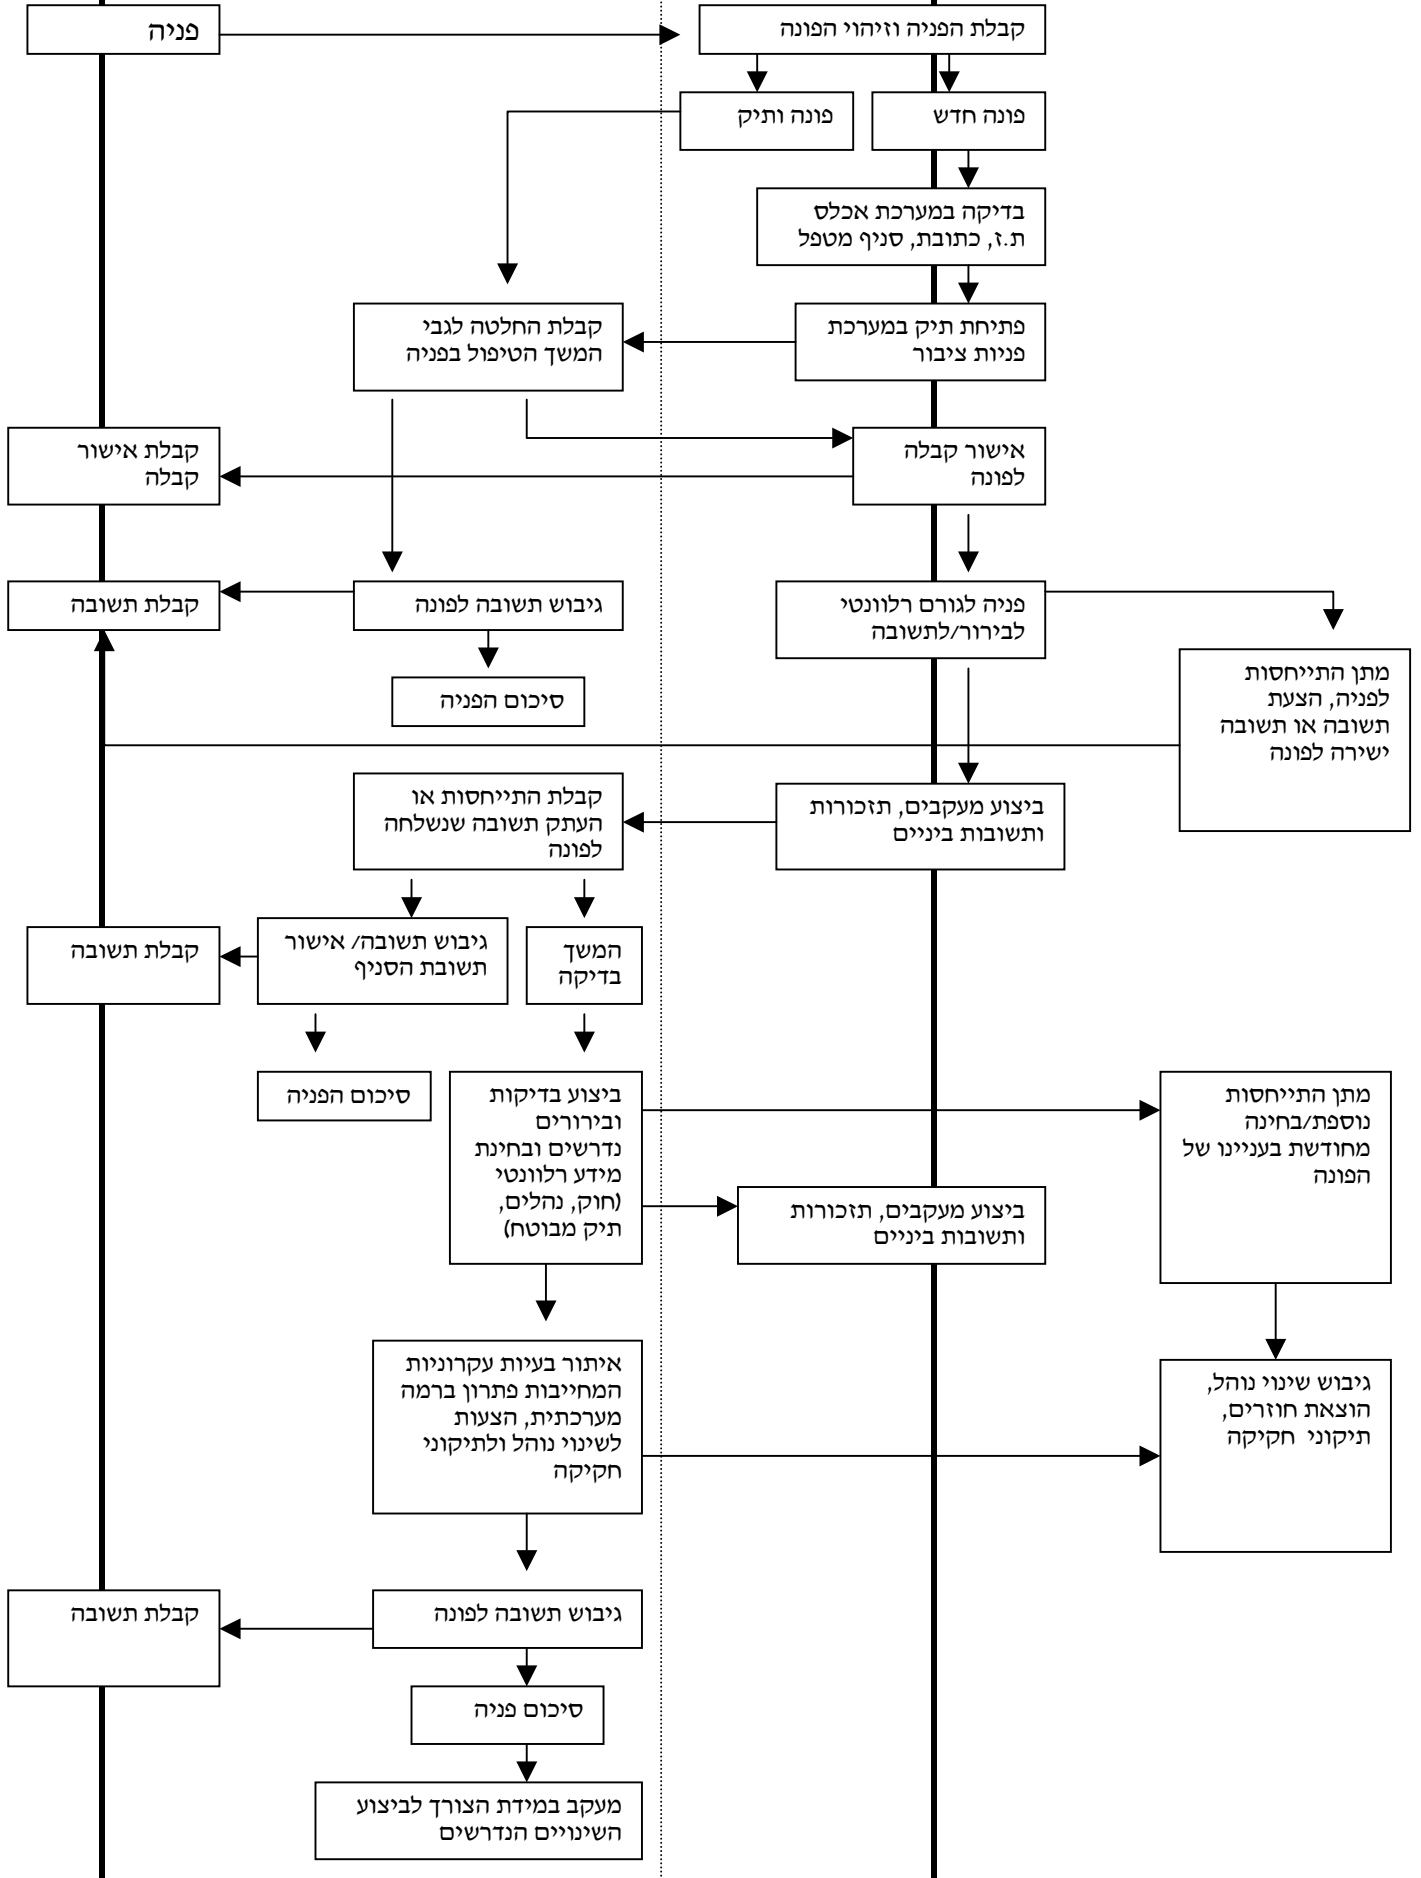 פניה
קבלת הפניה וזיהוי הפונה
פונה ותיק
פונה חדש
בדיקה במערכת אכלס
ת.ז, כתובת, סניף מטפל
פתיחת תיק במערכת
פניות ציבור
קבלת החלטה לגבי
המשך הטיפול בפניה
אישור קבלה
לפונה
קבלת אישור
קבלה
פניה לגורם רלוונטי
לבירור/לתשובה
גיבוש תשובה לפונה
קבלת תשובה
סיכום הפניה
מתן התייחסות
לפניה, הצעת
תשובה או תשובה
ישירה לפונה
ביצוע מעקבים, תזכורות
ותשובות ביניים
קבלת התייחסות או
העתק תשובה שנשלחה
לפונה
המשך
בדיקה
גיבוש תשובה/ אישור
תשובת הסניף
קבלת תשובה
סיכום הפניה
ביצוע בדיקות
ובירורים
נדרשים ובחינת
מידע רלוונטי
(חוק, נהלים,
תיק מבוטח)
מתן התייחסות
נוספת/בחינה
מחודשת בעניינו של
הפונה
ביצוע מעקבים, תזכורות
ותשובות ביניים
איתור בעיות עקרוניות
המחייבות פתרון ברמה
מערכתית, הצעות
לשינוי נוהל ולתיקוני
חקיקה
גיבוש שינוי נוהל,
הוצאת חוזרים,
תיקוני חקיקה
גיבוש תשובה לפונה
קבלת תשובה
סיכום פניה
מעקב במידת הצורך לביצוע
השינויים הנדרשים